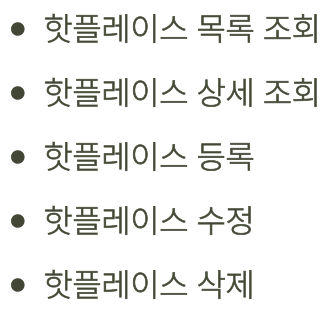 • 핫플레이스 목록 조회
• 핫플레이스 상세 조회
• 핫플레이스 등록
• 핫플레이스 수정
• 핫플레이스 삭제